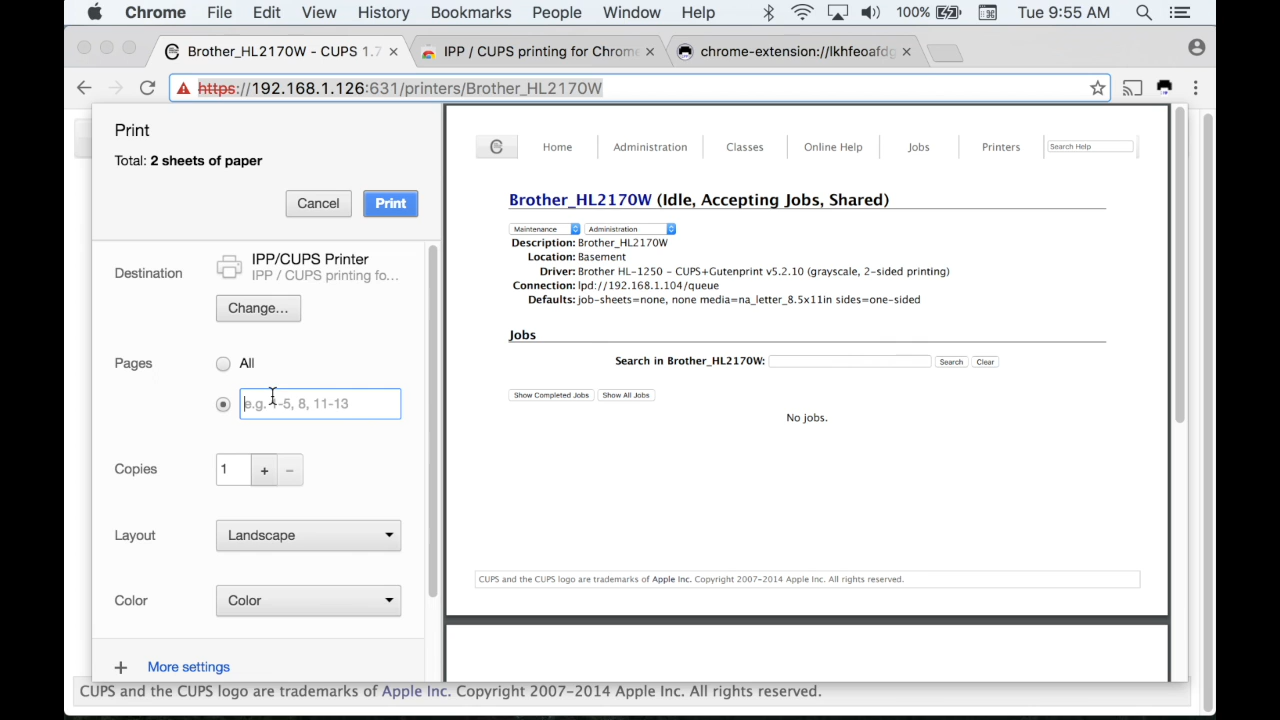 Chrome File Edit View History Bookmarks People Window Help 100% Tue 9:55 AM
Brother_HL2170W - CUPS 1.7 IPP / CUPS printing for Chrome chrome-extension://lkhfeoafdg
https://192.168.1.126:631/printers/Brother_HL2170W
Print
Total: 2 sheets of paper
Cancel Print
Destination
IPP/CUPS Printer
IPP / CUPS printing fo...
Change...
Pages
All
e.g. 1-5, 8, 11-13
Copies 1 + -
Layout Landscape
Color Color
+ More settings
Home Administration Classes Online Help Jobs Printers Search Help
Brother_HL2170W (Idle, Accepting Jobs, Shared)
Maintenance Administration
Description: Brother_HL2170W
Location: Basement
Driver: Brother HL-1250 - CUPS+Gutenprint v5.2.10 (grayscale, 2-sided printing)
Connection: lpd://192.168.1.104/queue
Defaults: job-sheets=none, none media=na_letter_8.5x11in sides=one-sided
Jobs
Search in Brother_HL2170W: Search Clear
Show Completed Jobs Show All Jobs
No jobs.
CUPS and the CUPS logo are trademarks of Apple Inc. Copyright 2007-2014 Apple Inc. All rights reserved.
CUPS and the CUPS logo are trademarks of Apple Inc. Copyright 2007-2014 Apple Inc. All rights reserved.